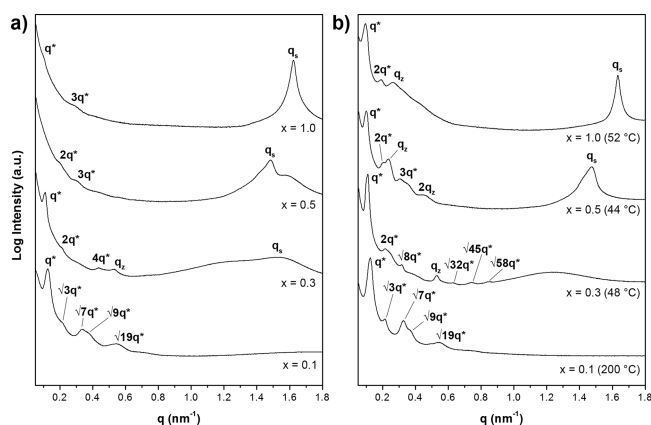 a)
q*
3q*
qs
x = 1.0
2q*
3q*
qs
x = 0.5
q*
2q*
4q*
qz
qs
x = 0.3
q*
√3q*
√7q*
√9q*
√19q*
x = 0.1
0.2 0.4 0.6 0.8 1.0 1.2 1.4 1.6 1.8
q (nm⁻¹)
Log Intensity (a.u.)
b)
q*
2q*
qz
qs
x = 1.0 (52 °C)
q*
2q*
qz
3q*
2qz
qs
x = 0.5 (44 °C)
q*
2q*
√8q*
qz
√32q*
√45q*
√58q*
x = 0.3 (48 °C)
q*
√3q*
√7q*
√9q*
√19q*
x = 0.1 (200 °C)
0.2 0.4 0.6 0.8 1.0 1.2 1.4 1.6 1.8
q (nm⁻¹)